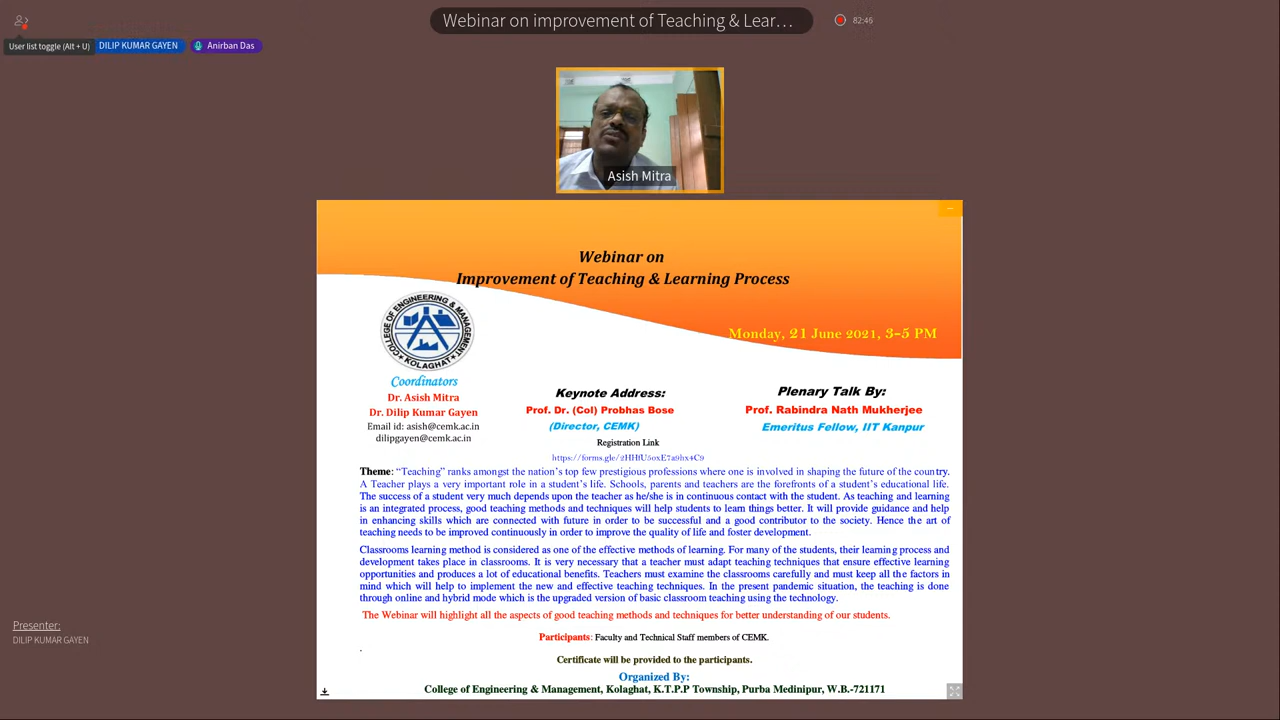 Webinar on improvement of Teaching & Lear...
82:46
User list toggle (Alt + U)
DILIP KUMAR GAYEN
Anirban Das
Asish Mitra
Webinar on
Improvement of Teaching & Learning Process
COLLEGE OF ENGINEERING & MANAGEMENT
KOLAGHAT
Monday, 21 June 2021, 3-5 PM
Coordinators
Dr. Asish Mitra
Dr. Dilip Kumar Gayen
Email id: asish@cemk.ac.in
dilipgayen@cemk.ac.in
Keynote Address:
Prof. Dr. (Col) Probhas Bose
(Director, CEMK)
Registration Link
https://forms.gle/2HHfU5oxE7a9hx4C9
Plenary Talk By:
Prof. Rabindra Nath Mukherjee
Emeritus Fellow, IIT Kanpur
Theme: “Teaching” ranks amongst the nation’s top few prestigious professions where one is involved in shaping the future of the country.
A Teacher plays a very important role in a student’s life. Schools, parents and teachers are the forefronts of a student’s educational life.
The success of a student very much depends upon the teacher as he/she is in continuous contact with the student. As teaching and learning
is an integrated process, good teaching methods and techniques will help students to learn things better. It will provide guidance and help
in enhancing skills which are connected with future in order to be successful and a good contributor to the society. Hence the art of
teaching needs to be improved continuously in order to improve the quality of life and foster development.
Classrooms learning method is considered as one of the effective methods of learning. For many of the students, their learning process and
development takes place in classrooms. It is very necessary that a teacher must adapt teaching techniques that ensure effective learning
opportunities and produces a lot of educational benefits. Teachers must examine the classrooms carefully and must keep all the factors in
mind which will help to implement the new and effective teaching techniques. In the present pandemic situation, the teaching is done
through online and hybrid mode which is the upgraded version of basic classroom teaching using the technology.
The Webinar will highlight all the aspects of good teaching methods and techniques for better understanding of our students.
Participants: Faculty and Technical Staff members of CEMK.
Certificate will be provided to the participants.
Organized By:
College of Engineering & Management, Kolaghat, K.T.P.P Township, Purba Medinipur, W.B.-721171
Presenter:
DILIP KUMAR GAYEN